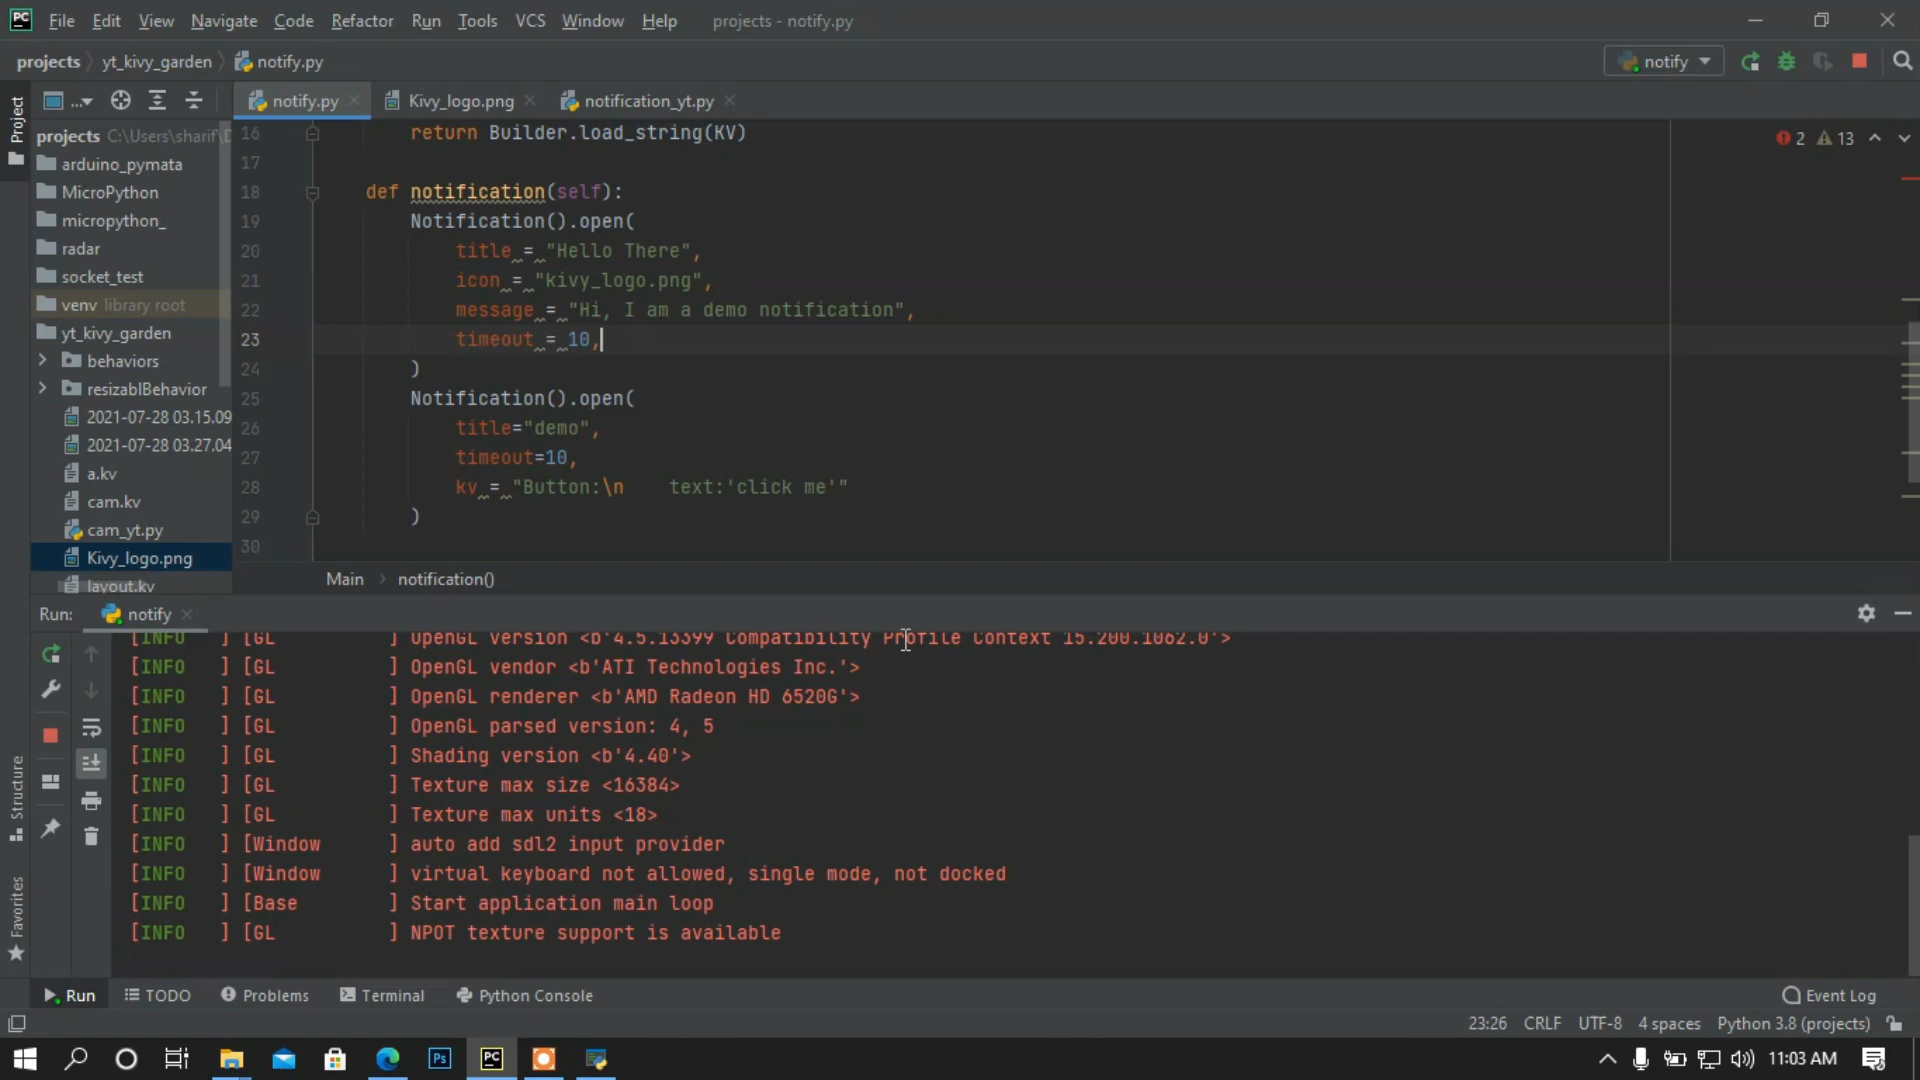 PC File Edit View Navigate Code Refactor Run Tools VCS Window Help projects - notify.py
projects yt_kivy_garden notify.py notify
Project ... notify.py Kivy_logo.png notification_yt.py
projects C:\Users\sharif\D
arduino_pymata
MicroPython
micropython_
radar
socket_test
venv library root
yt_kivy_garden
behaviors
resizablBehavior
2021-07-28 03.15.09
2021-07-28 03.27.04
a.kv
cam.kv
cam_yt.py
Kivy_logo.png
layout.kv
2 13
16 return Builder.load_string(KV)
17
18 def notification(self):
19 Notification().open(
20 title = "Hello There",
21 icon = "kivy_logo.png",
22 message = "Hi, I am a demo notification",
23 timeout = 10,
24 )
25 Notification().open(
26 title="demo",
27 timeout=10,
28 kv = "Button:\n    text:'click me'"
29 )
30
Main notification()
Run: notify
[INFO ] [GL ] OpenGL version <b'4.5.13399 Compatibility Profile Context 15.200.1062.0'>
[INFO ] [GL ] OpenGL vendor <b'ATI Technologies Inc.'>
[INFO ] [GL ] OpenGL renderer <b'AMD Radeon HD 6520G'>
[INFO ] [GL ] OpenGL parsed version: 4, 5
[INFO ] [GL ] Shading version <b'4.40'>
[INFO ] [GL ] Texture max size <16384>
[INFO ] [GL ] Texture max units <18>
[INFO ] [Window ] auto add sdl2 input provider
[INFO ] [Window ] virtual keyboard not allowed, single mode, not docked
[INFO ] [Base ] Start application main loop
[INFO ] [GL ] NPOT texture support is available
Structure
Favorites
Run TODO Problems Terminal Python Console Event Log
23:26 CRLF UTF-8 4 spaces Python 3.8 (projects)
Ps PC 11:03 AM